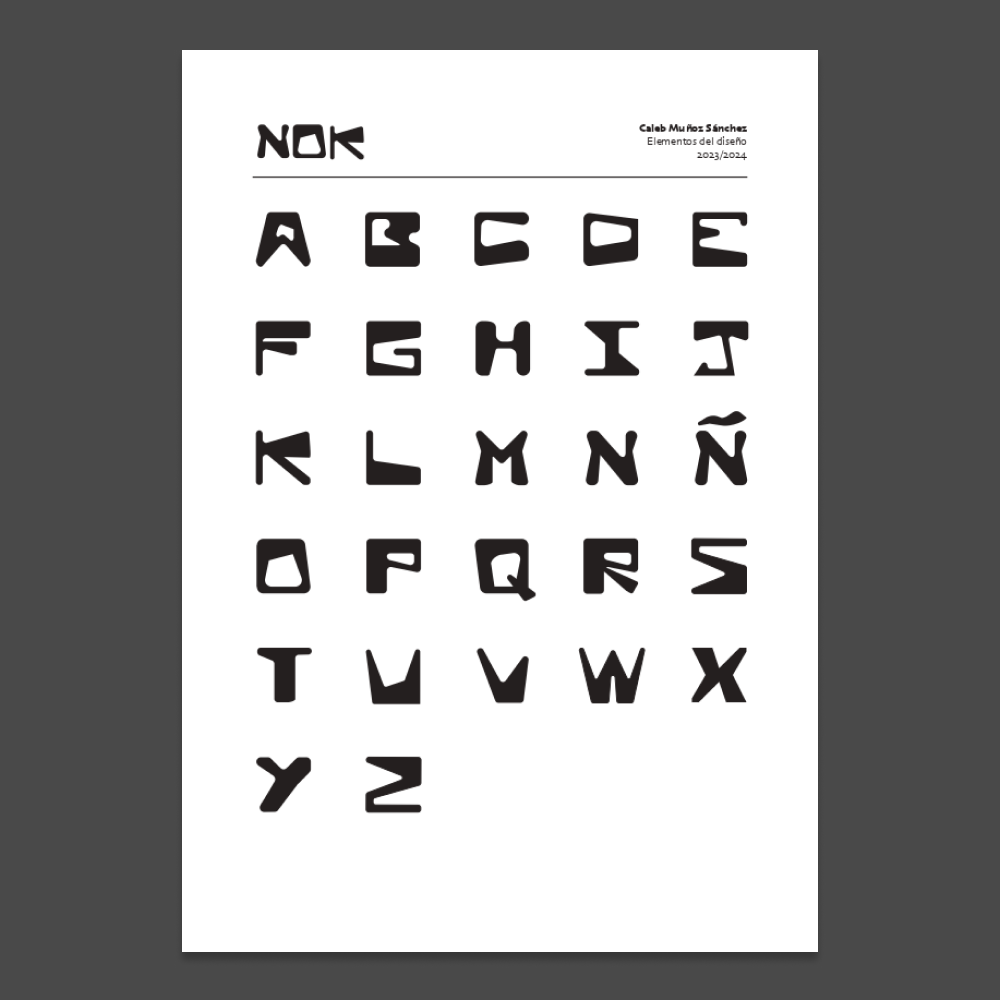 NOK
Caleb Muñoz Sánchez
Elementos del diseño
2023/2024
A B C D E
F G H I J
K L M N Ñ
O P Q R S
T U V W X
Y Z